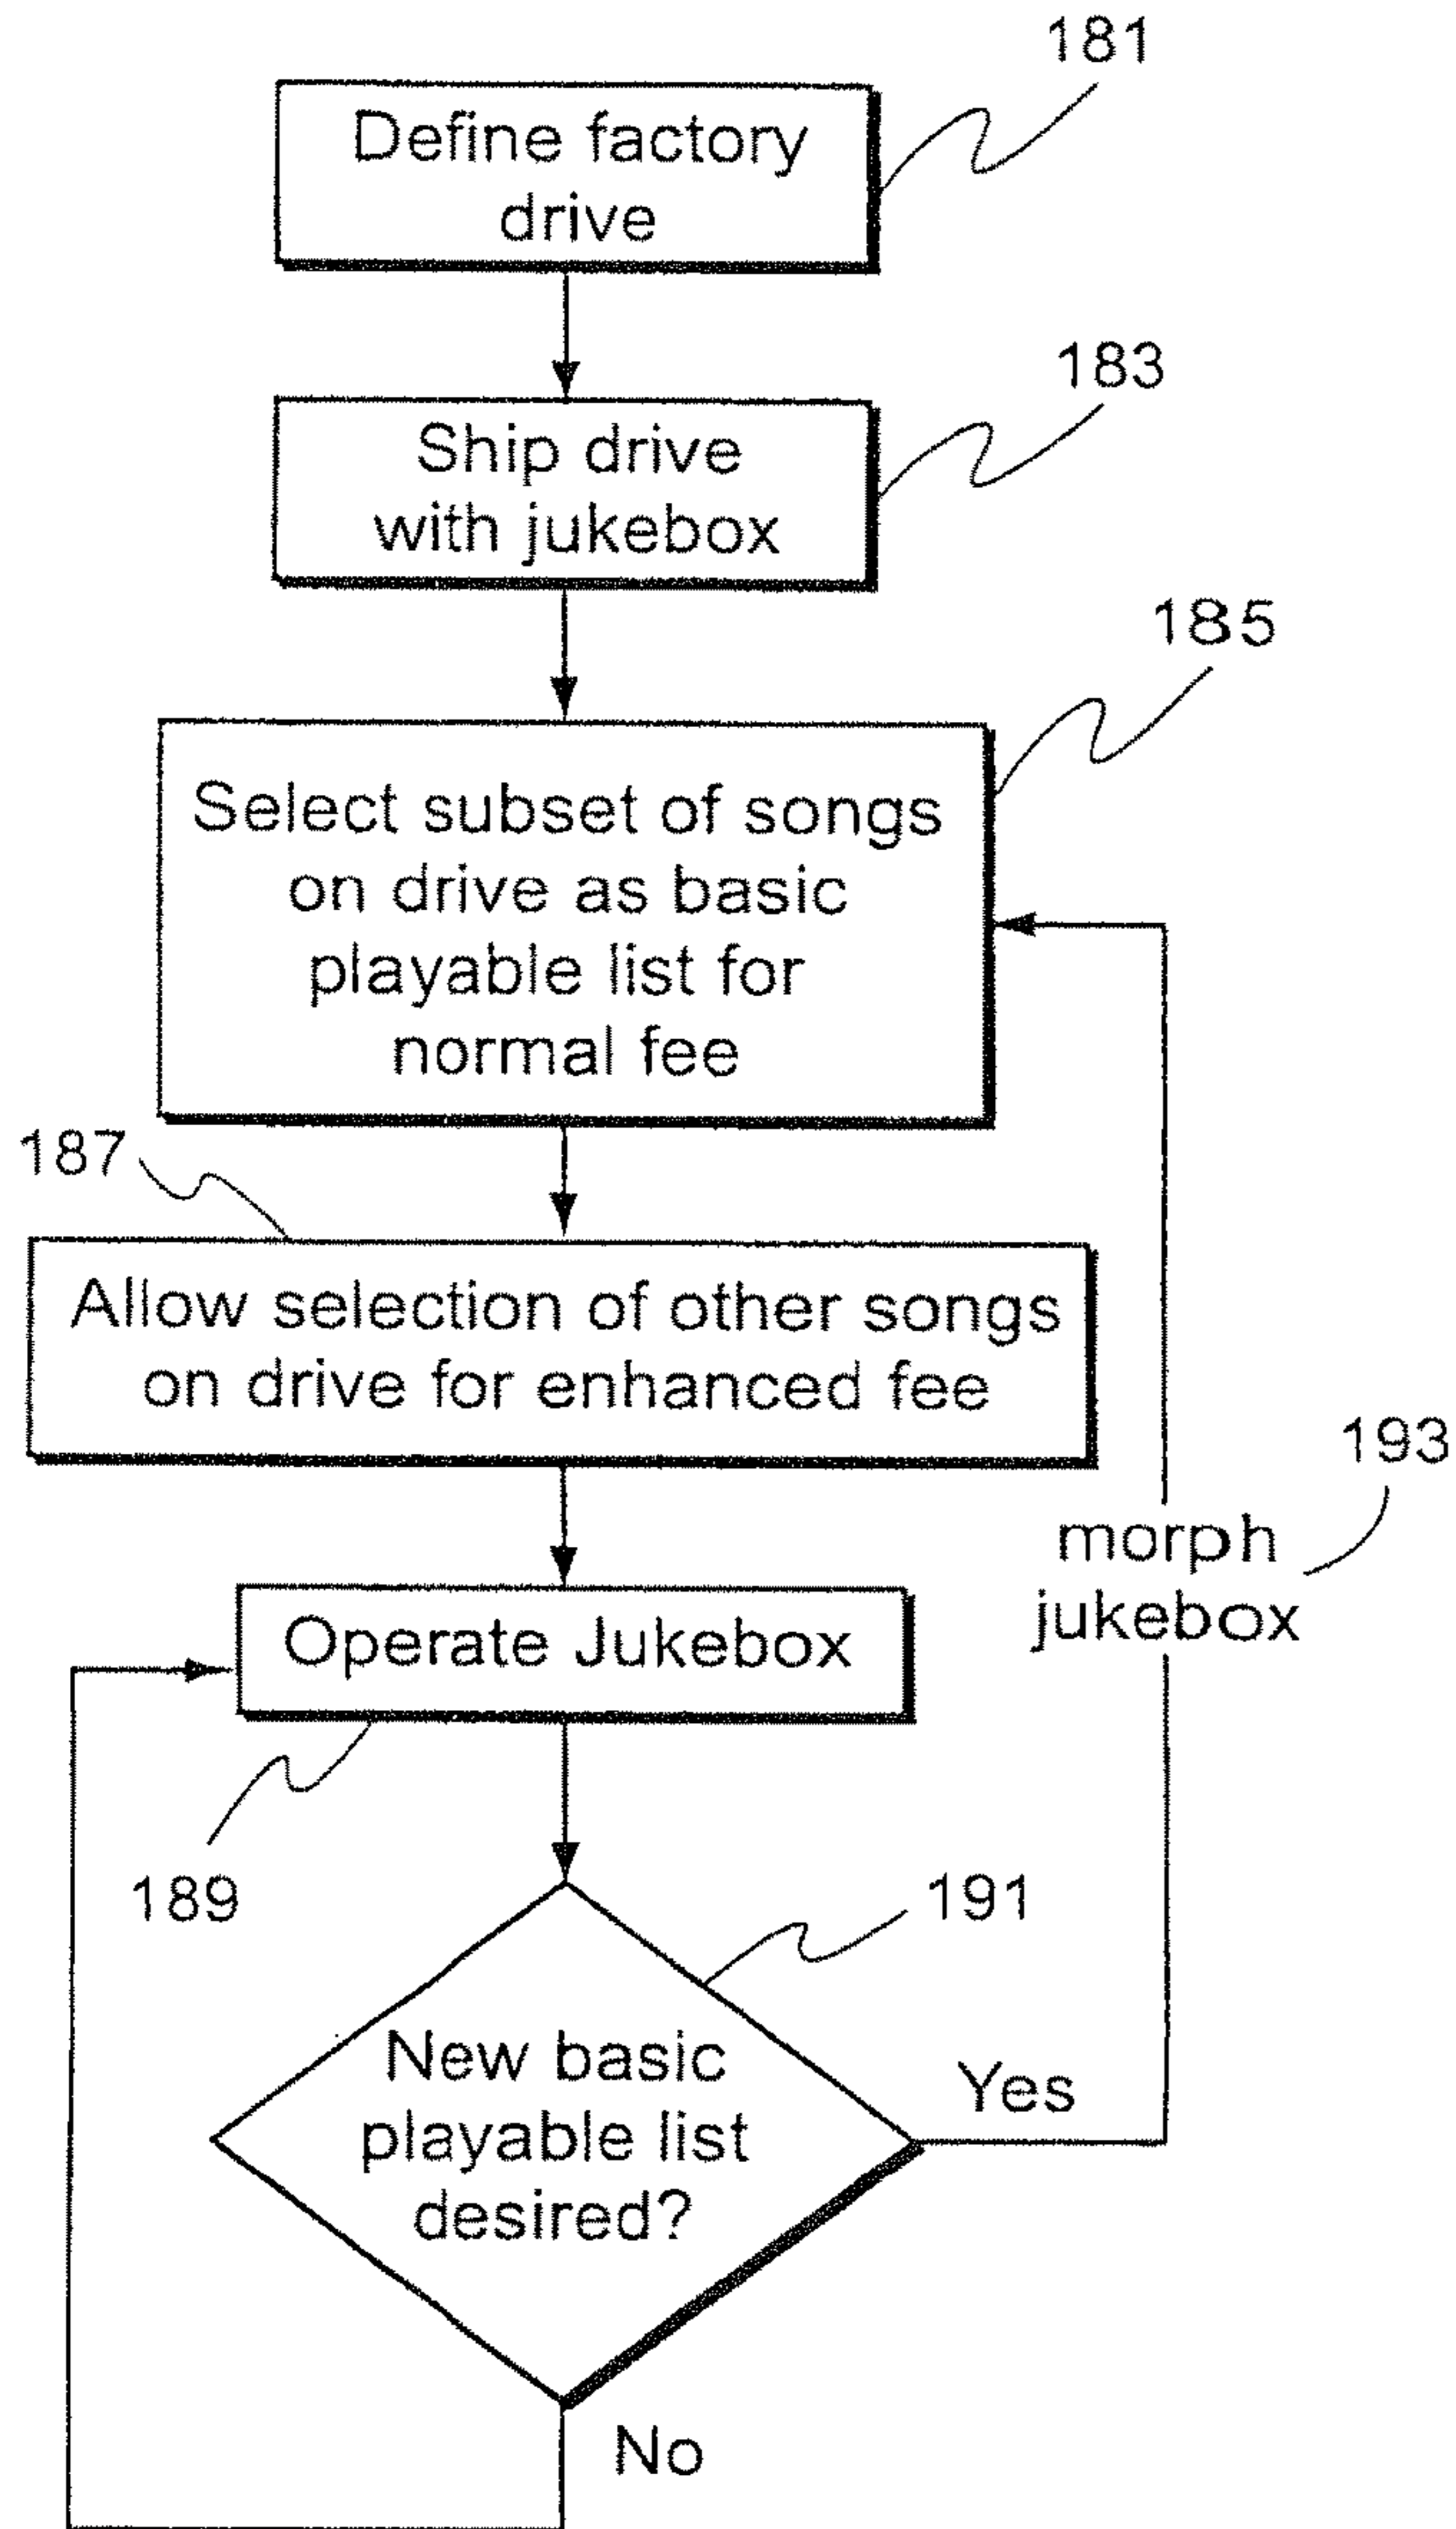 181
Define factory
drive
183
Ship drive
with jukebox
185
Select subset of songs
on drive as basic
playable list for
normal fee
187
Allow selection of other songs
on drive for enhanced fee
193
morph
jukebox
Operate Jukebox
189
191
New basic
playable list
desired?
Yes
No